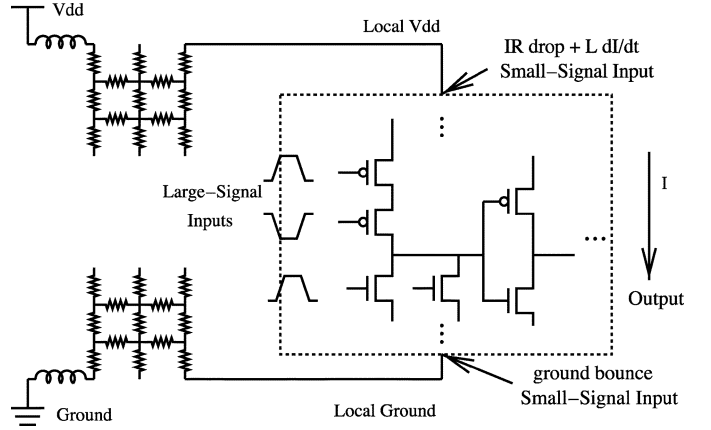 Vdd
Local Vdd
IR drop + L dI/dt
Small−Signal Input
Large−Signal
Inputs
I
Output
ground bounce
Small−Signal Input
Ground
Local Ground